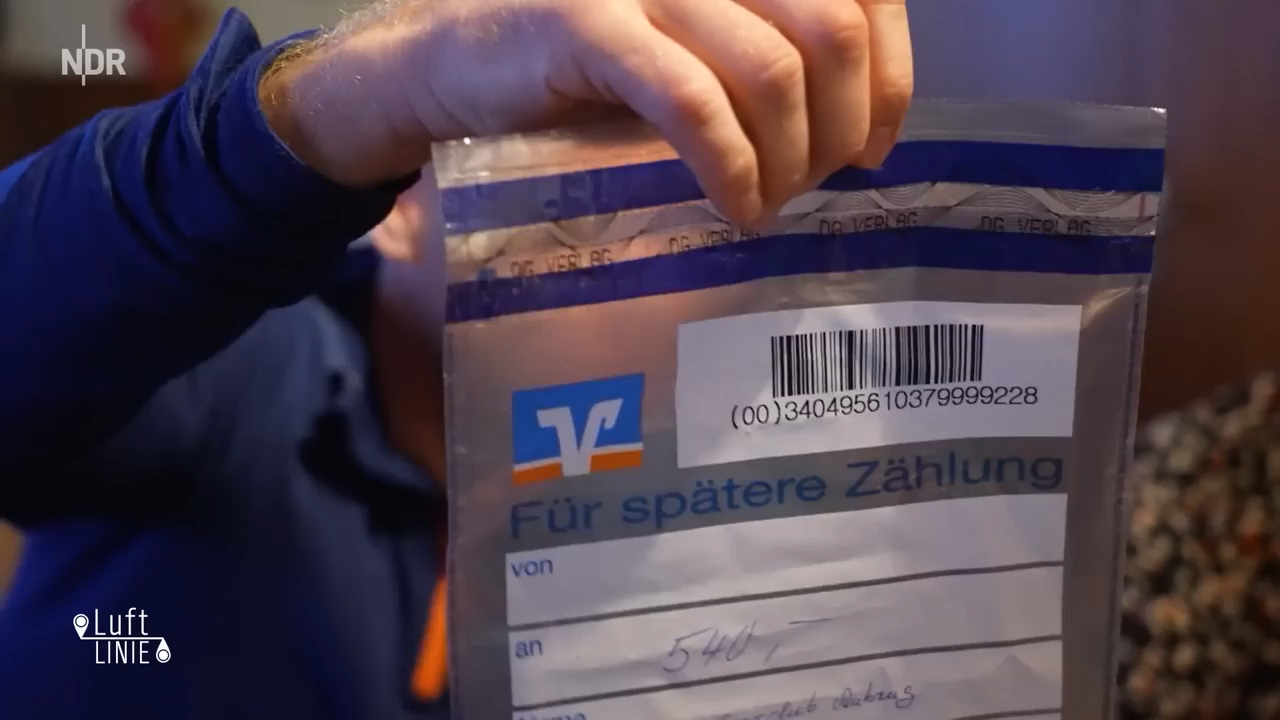 NDR
DG VERLAG DG VERLAG DG VERLAG DG VERLAG
(00)340495610379999228
Für spätere Zählung
von
an
540,-
Luft
LINIE